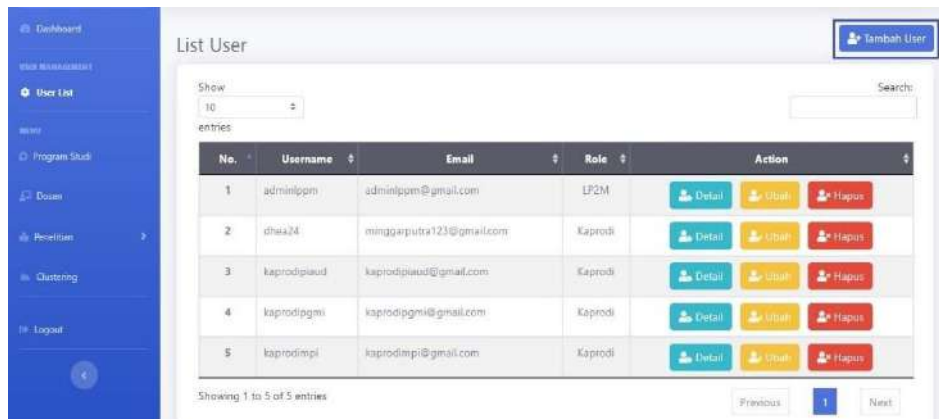 Dashboard
USER MANAGEMENT
User List
MENU
Program Studi
Dosen
Penelitian
Clustering
Logout
List User
Tambah User
Show
10
entries
Search:
No. Username Email Role Action
1 adminlppm adminlppm@gmail.com LP2M Detail Ubah Hapus
2 dhea24 minggarputra123@gmail.com Kaprodi Detail Ubah Hapus
3 kaprodipiaud kaprodipiaud@gmail.com Kaprodi Detail Ubah Hapus
4 kaprodipgmi kaprodipgmi@gmail.com Kaprodi Detail Ubah Hapus
5 kaprodimpi kaprodimpi@gmail.com Kaprodi Detail Ubah Hapus
Showing 1 to 5 of 5 entries
Previous 1 Next